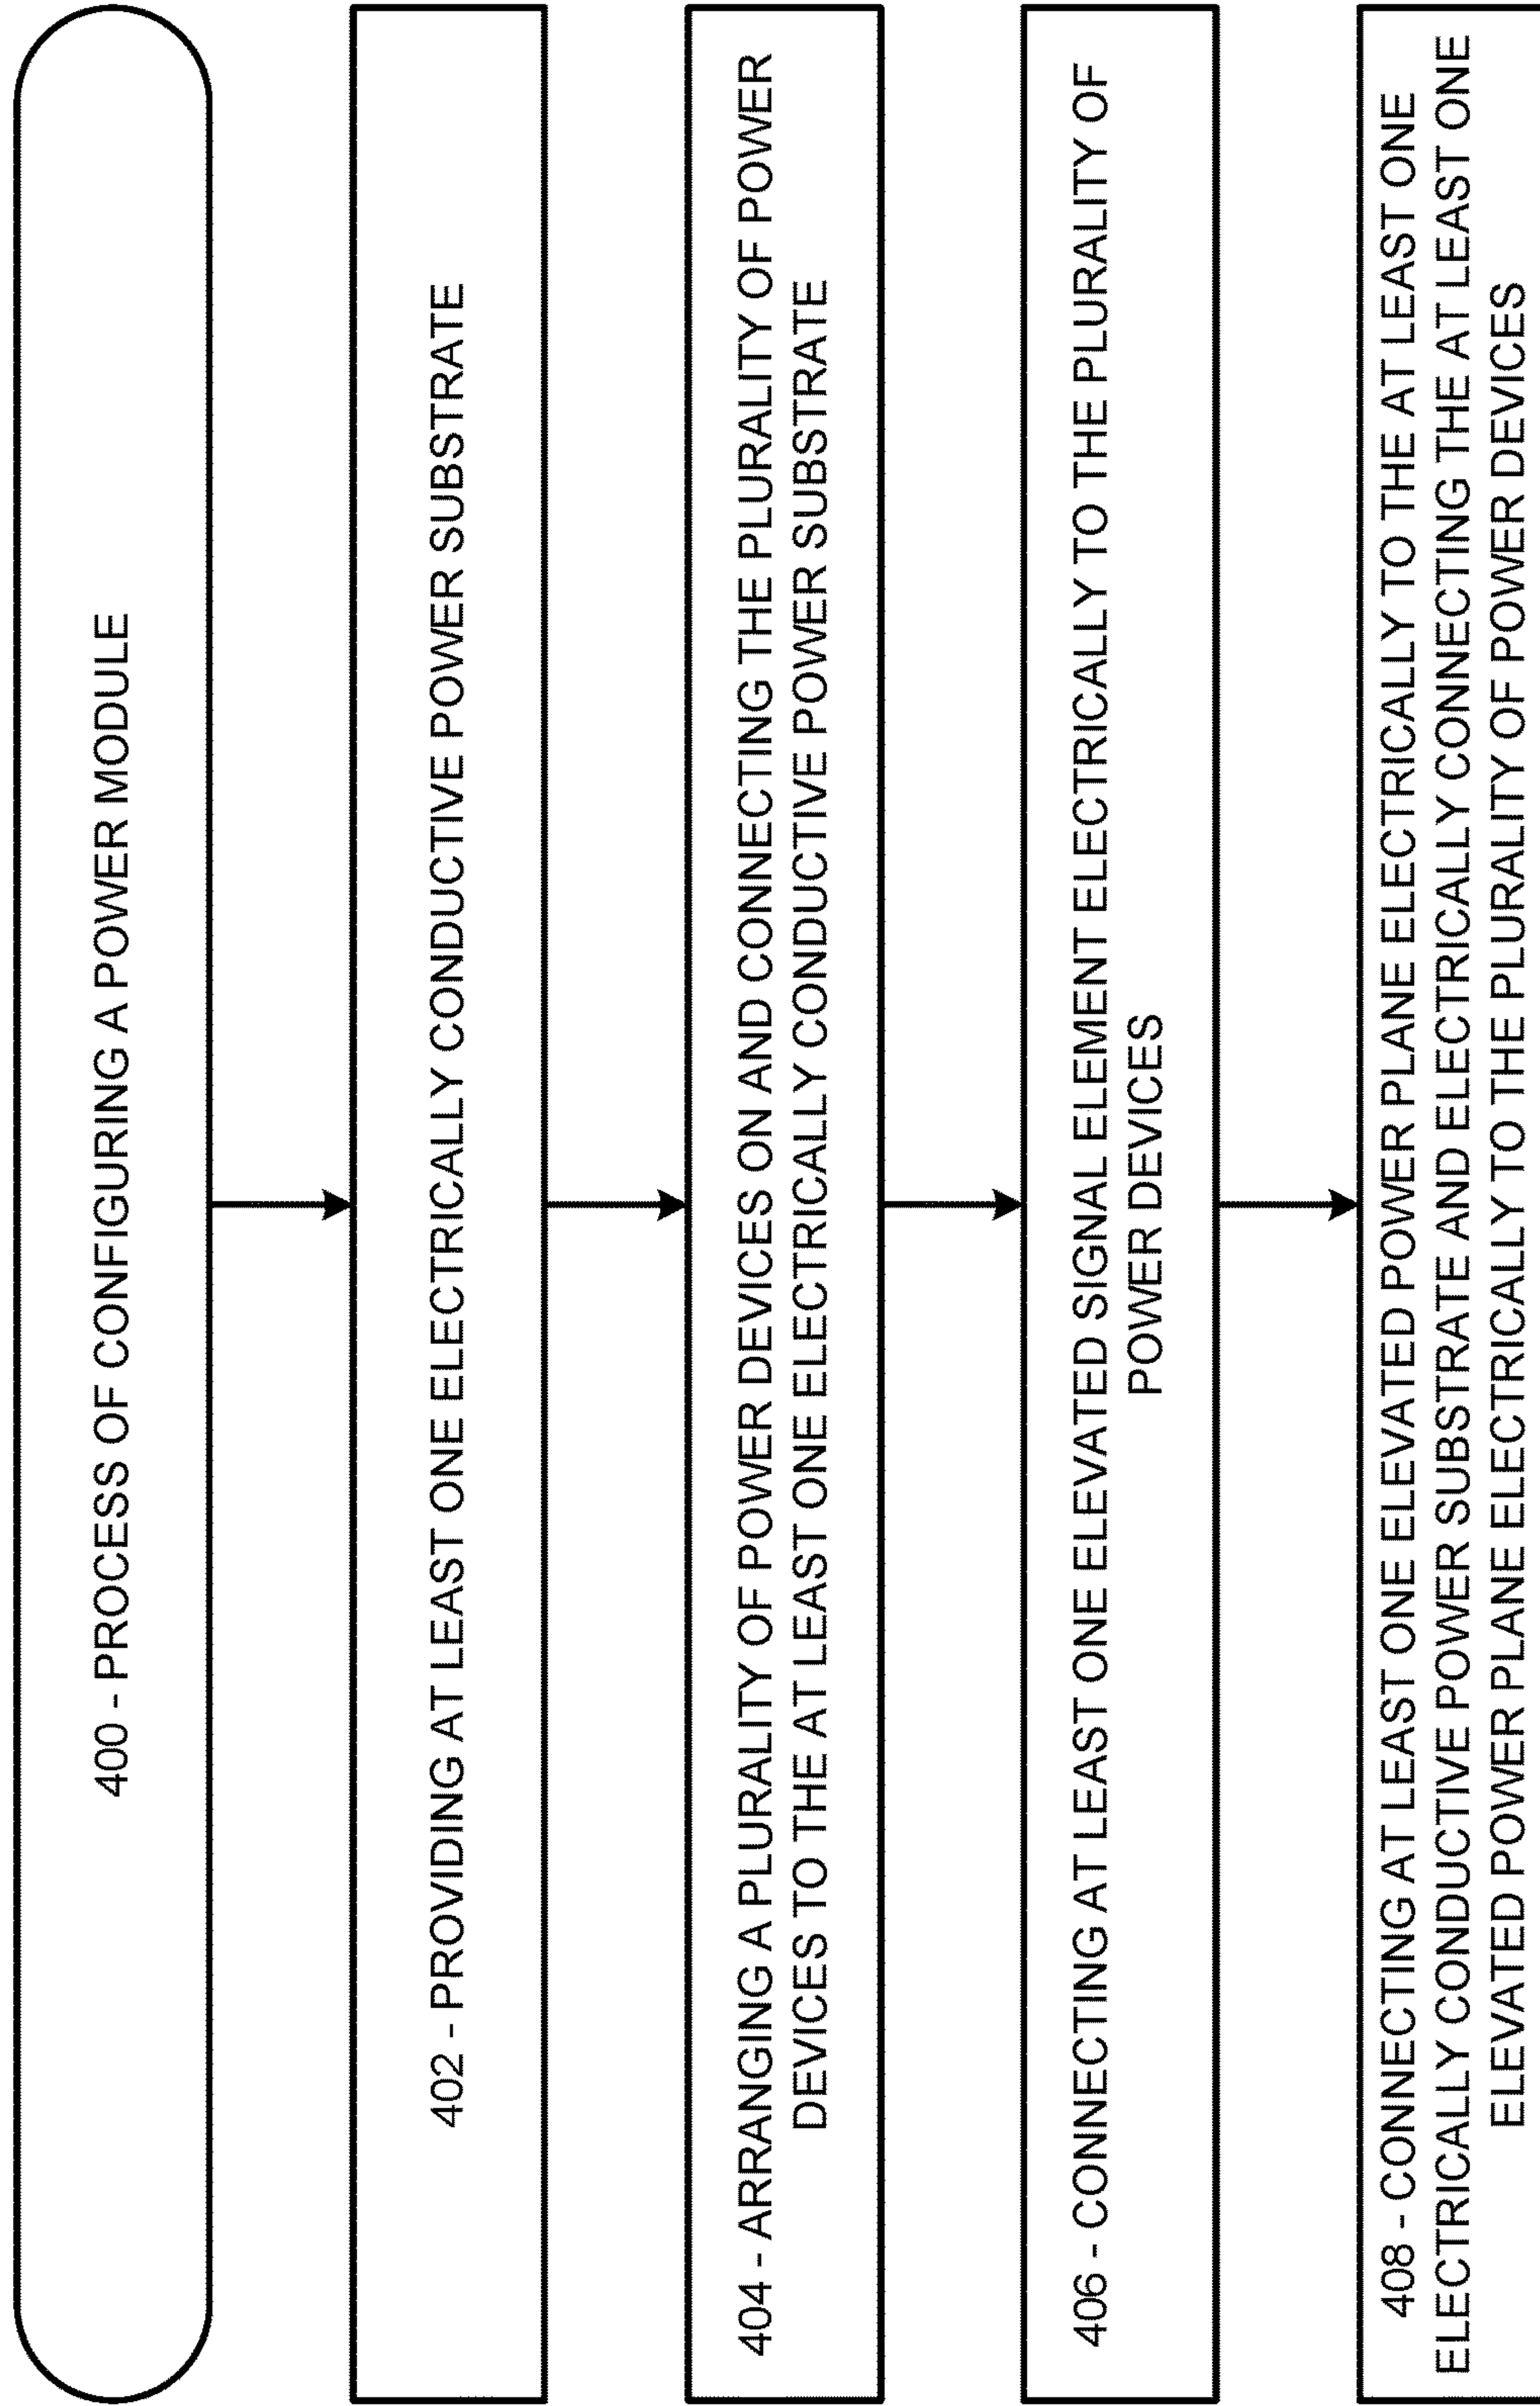 400 - PROCESS OF CONFIGURING A POWER MODULE
402 - PROVIDING AT LEAST ONE ELECTRICALLY CONDUCTIVE POWER SUBSTRATE
404 - ARRANGING A PLURALITY OF POWER DEVICES ON AND CONNECTING THE PLURALITY OF POWER
DEVICES TO THE AT LEAST ONE ELECTRICALLY CONDUCTIVE POWER SUBSTRATE
406 - CONNECTING AT LEAST ONE ELEVATED SIGNAL ELEMENT ELECTRICALLY TO THE PLURALITY OF
POWER DEVICES
408 - CONNECTING AT LEAST ONE ELEVATED POWER PLANE ELECTRICALLY TO THE AT LEAST ONE
ELECTRICALLY CONDUCTIVE POWER SUBSTRATE AND ELECTRICALLY CONNECTING THE AT LEAST ONE
ELEVATED POWER PLANE ELECTRICALLY TO THE PLURALITY OF POWER DEVICES